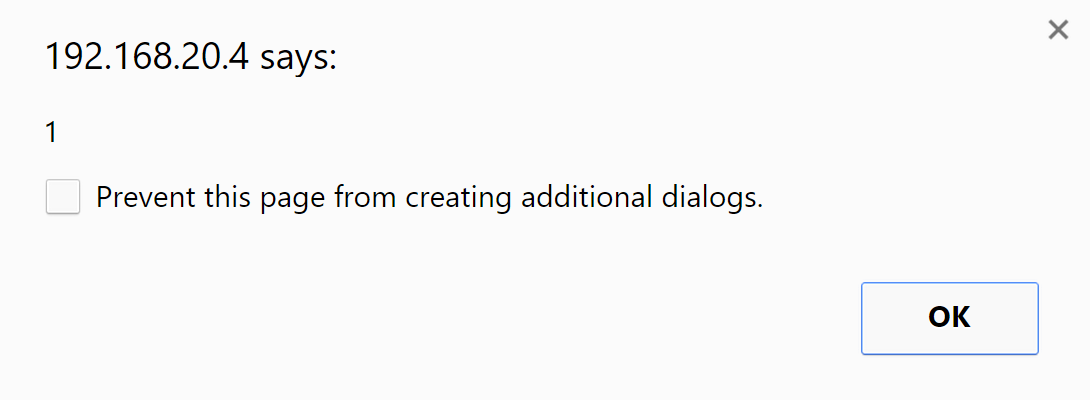 192.168.20.4 says:
1
Prevent this page from creating additional dialogs.
OK